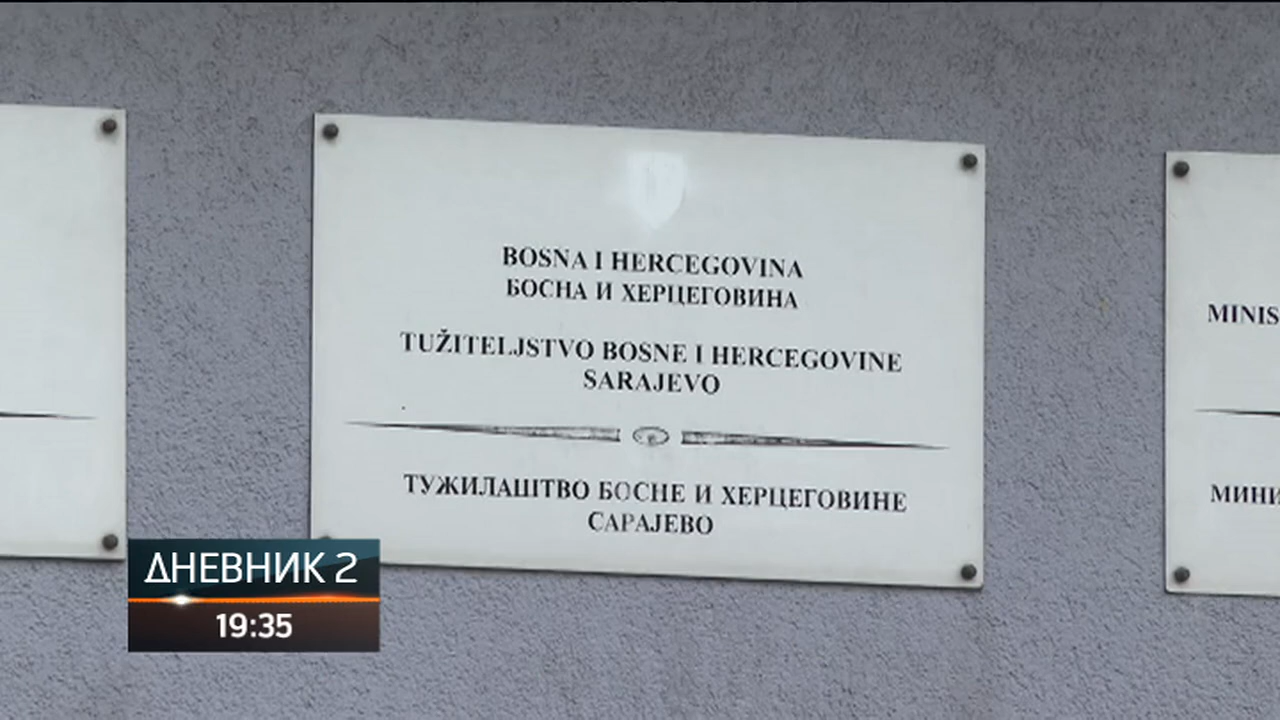 BOSNA I HERCEGOVINA
БОСНА И ХЕРЦЕГОВИНА
TUŽITELJSTVO BOSNE I HERCEGOVINE
SARAJEVO
ТУЖИЛАШТВО БОСНЕ И ХЕРЦЕГОВИНЕ
САРАЈЕВО
MINIS
МИНИ
ДНЕВНИК 2
19:35